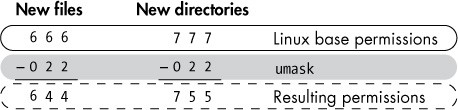 New files New directories
6 6 6 7 7 7 Linux base permissions
– 0 2 2 – 0 2 2 umask
6 4 4 7 5 5 Resulting permissions